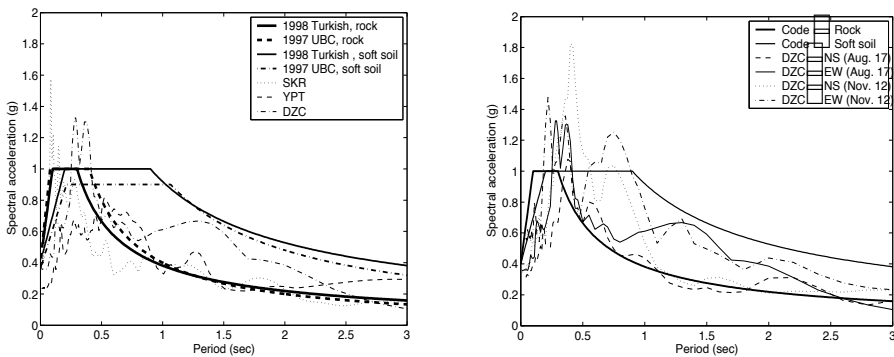 2
1.8
1.6
1.4
1.2
1
0.8
0.6
0.4
0.2
0
Spectral acceleration (g)
0 0.5 1 1.5 2 2.5 3
Period (sec)
1998 Turkish, rock
1997 UBC, rock
1998 Turkish , soft soil
1997 UBC, soft soil
SKR
YPT
DZC
2
1.8
1.6
1.4
1.2
1
0.8
0.6
0.4
0.2
0
Spectral acceleration (g)
0 0.5 1 1.5 2 2.5 3
Period (sec)
Code Rock
Code Soft soil
DZC NS (Aug. 17)
DZC EW (Aug. 17)
DZC NS (Nov. 12)
DZC EW (Nov. 12)